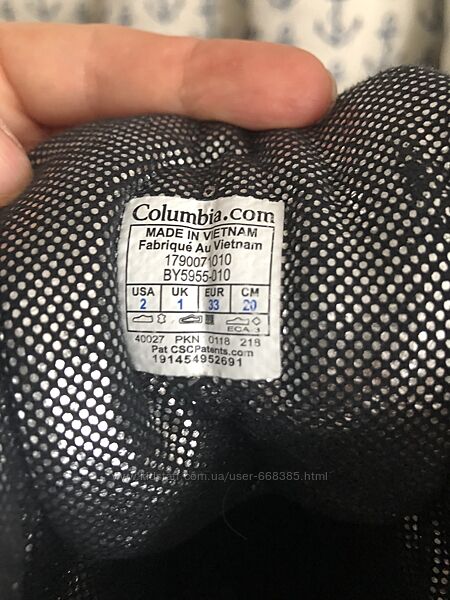 Columbia.com
MADE IN VIETNAM
Fabriqué Au Vietnam
1790071010
BY5955-010
USA UK EUR CM
2 1 33 20
ECA 3
40027 PKN 0118 218
Pat CSCPatents.com
191454952691
www.kidstaff.com.ua/user-668385.html